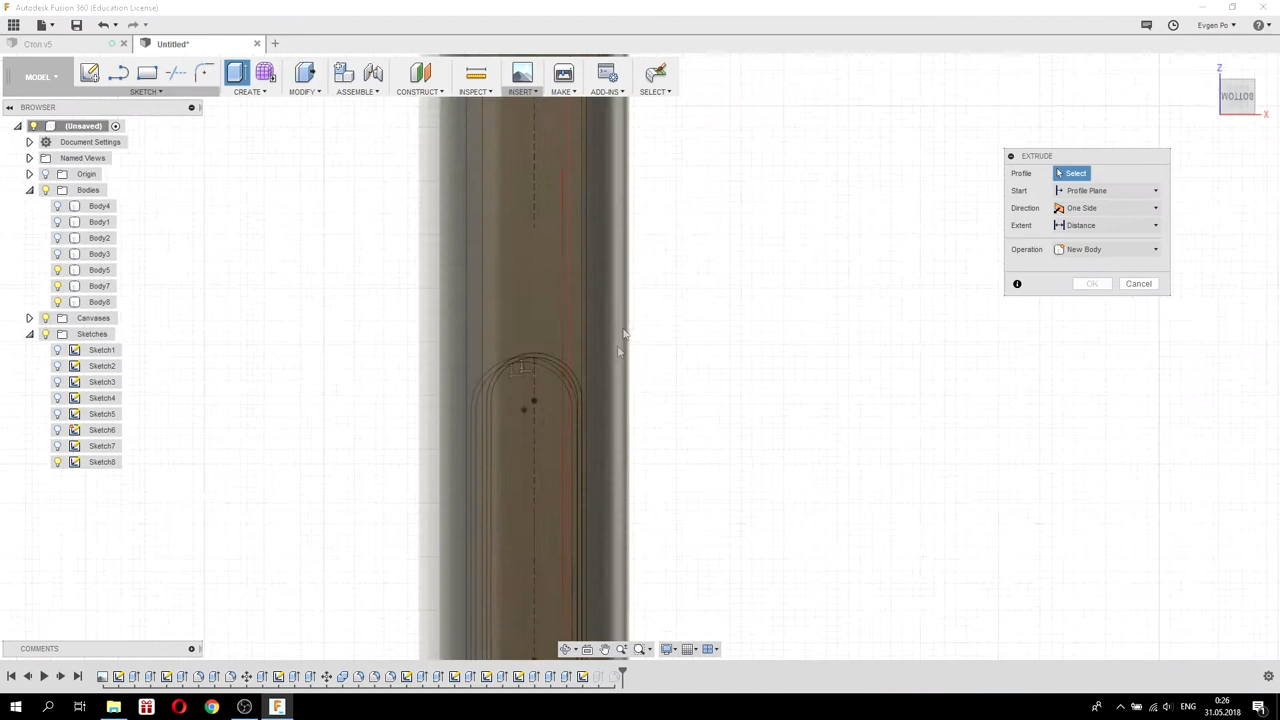 Autodesk Fusion 360 (Education License)
Evgen Po
Стол v5
Untitled*
MODEL
SKETCH
CREATE
MODIFY
ASSEMBLE
CONSTRUCT
INSPECT
INSERT
MAKE
ADD-INS
SELECT
Z
BOTTOM
X
BROWSER
(Unsaved)
Document Settings
Named Views
Origin
Bodies
Body4
Body1
Body2
Body3
Body5
Body7
Body8
Canvases
Sketches
Sketch1
Sketch2
Sketch3
Sketch4
Sketch5
Sketch6
Sketch7
Sketch8
EXTRUDE
Profile Select
Start Profile Plane
Direction One Side
Extent Distance
Operation New Body
OK Cancel
COMMENTS
ENG
0:26
31.05.2018